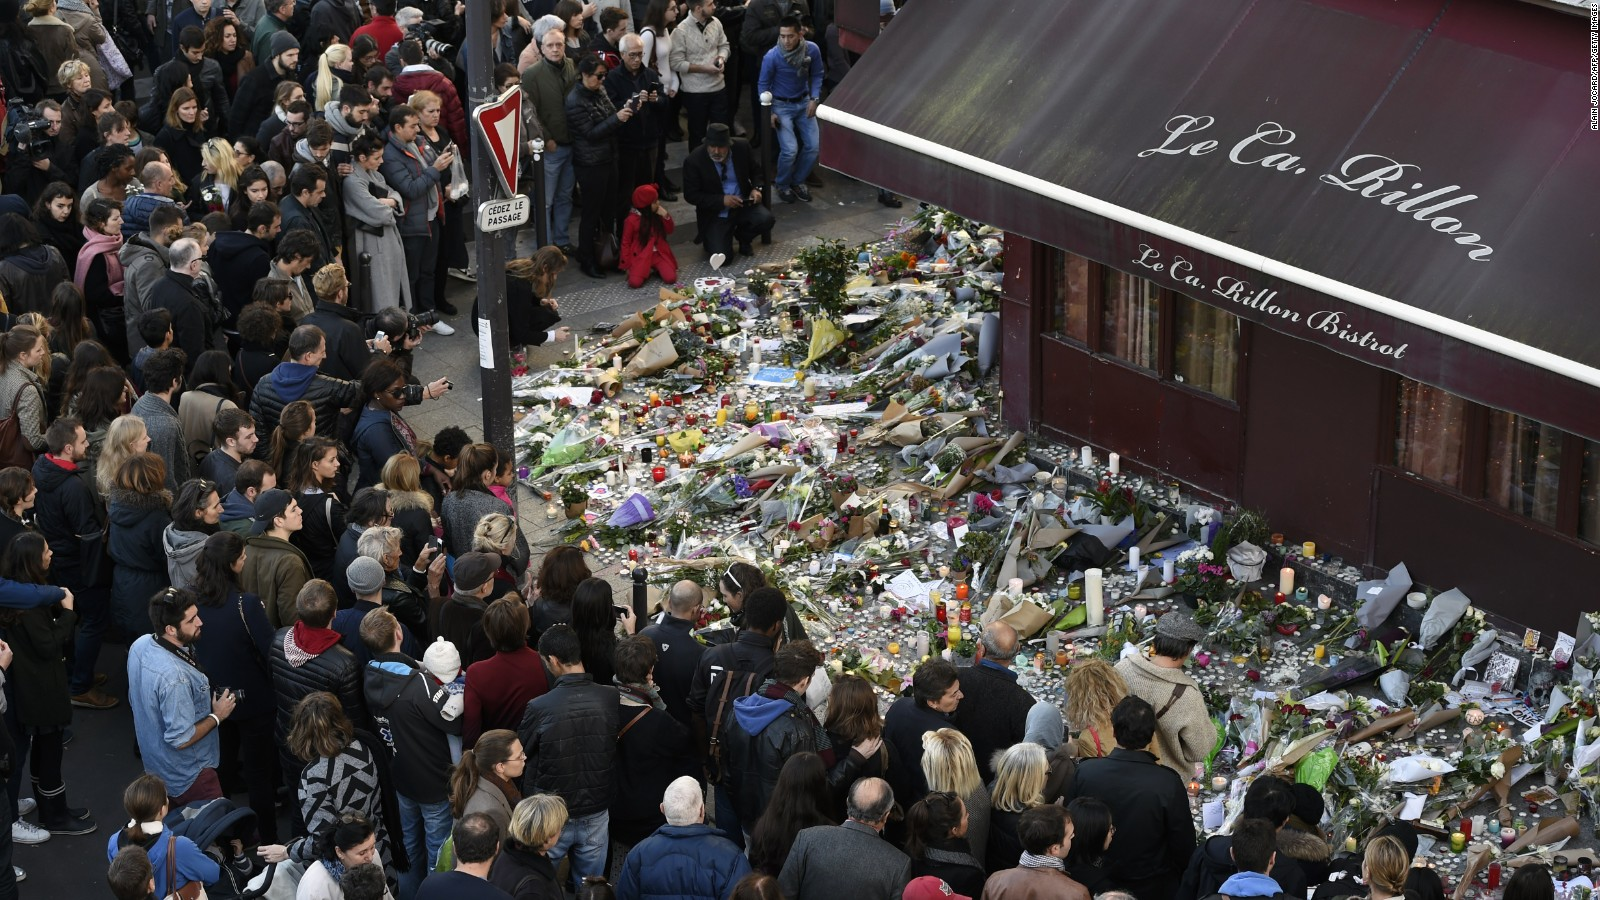 Le Ca. Rillon
Le Ca. Rillon Bistrot
CÉDEZ LE
PASSAGE
ALAIN JOCARD/AFP/GETTY IMAGES